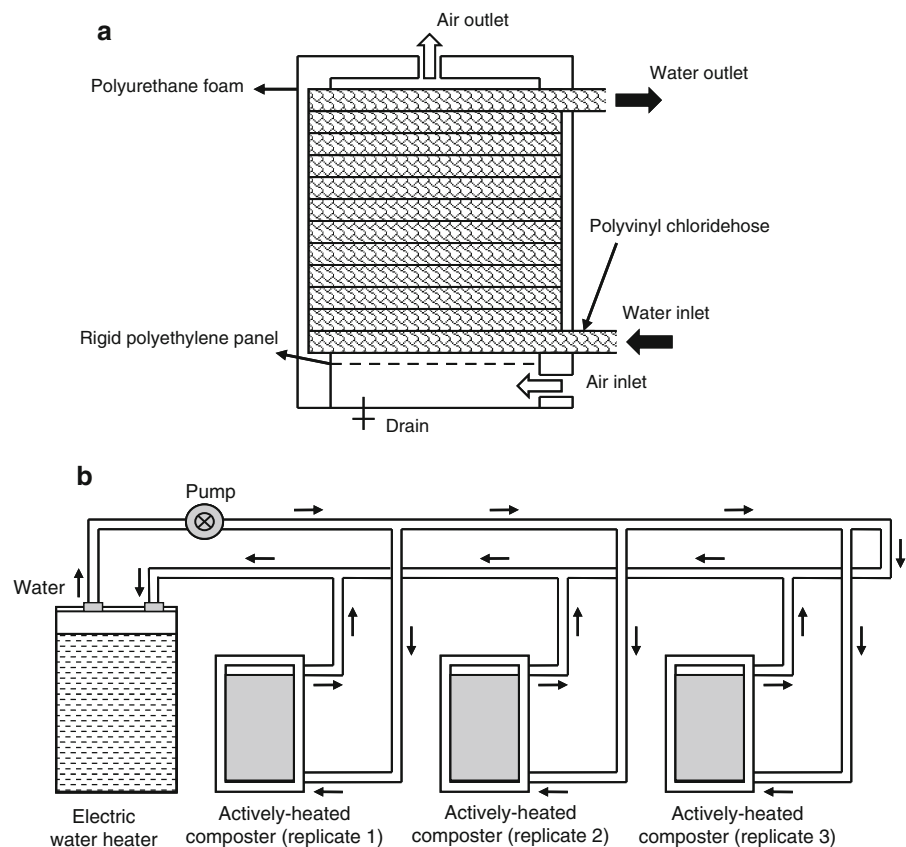 a
Air outlet
Polyurethane foam
Water outlet
Polyvinyl chloridehose
Water inlet
Rigid polyethylene panel
Air inlet
Drain
b
Pump
Water
Electric
water heater
Actively-heated
composter (replicate 1)
Actively-heated
composter (replicate 2)
Actively-heated
composter (replicate 3)